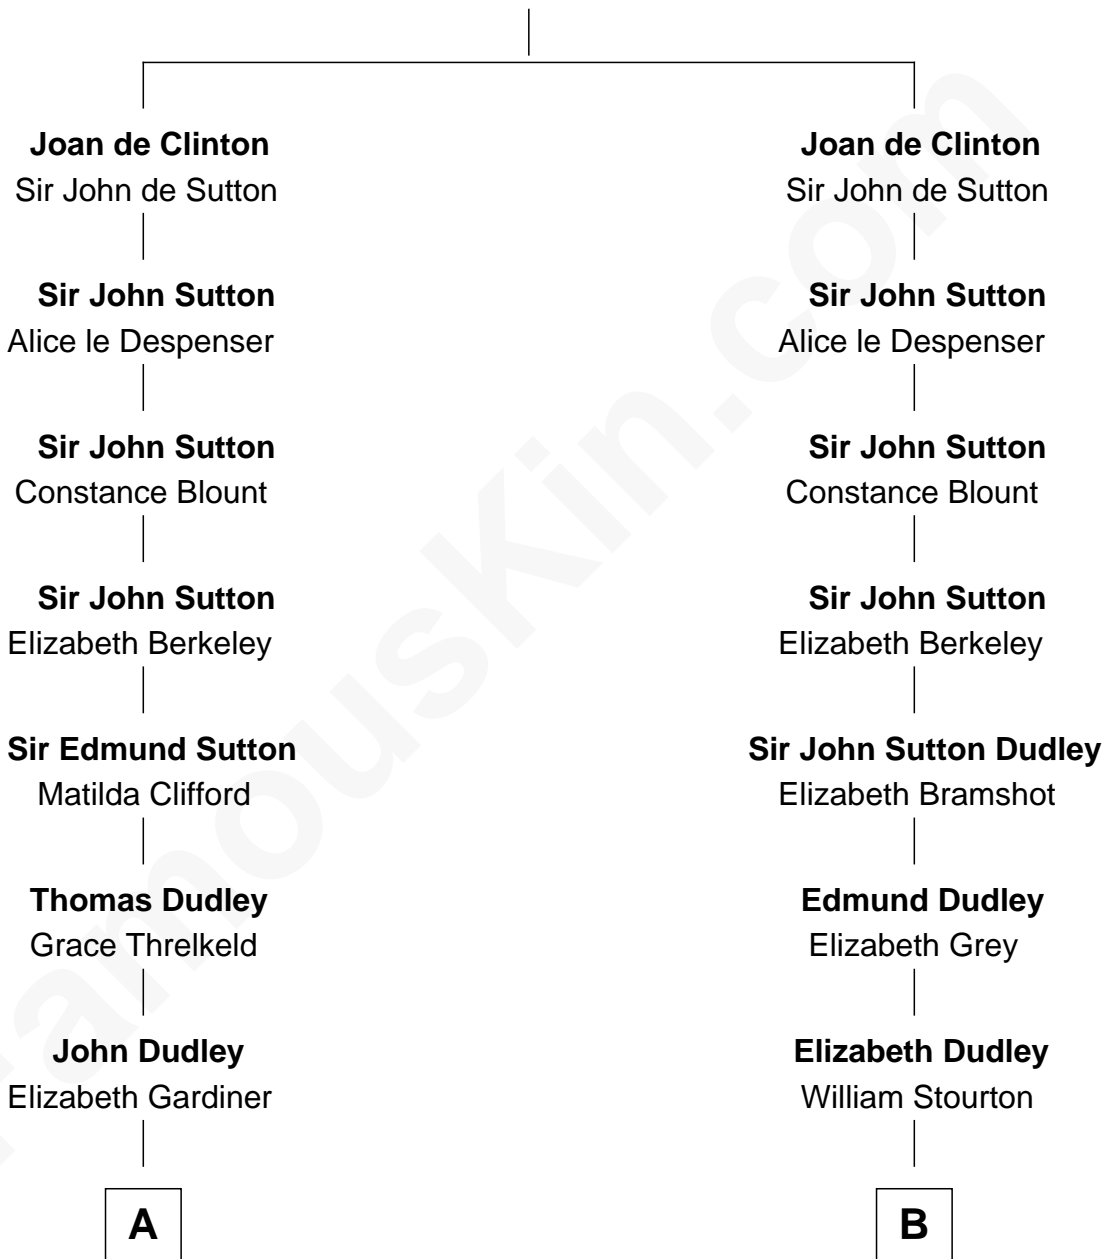 Joan de Clinton
Sir John de Sutton
Sir John Sutton
Alice le Despenser
Sir John Sutton
Constance Blount
Sir John Sutton
Elizabeth Berkeley
Sir Edmund Sutton
Matilda Clifford
Thomas Dudley
Grace Threlkeld
John Dudley
Elizabeth Gardiner
A
Joan de Clinton
Sir John de Sutton
Sir John Sutton
Alice le Despenser
Sir John Sutton
Constance Blount
Sir John Sutton
Elizabeth Berkeley
Sir John Sutton Dudley
Elizabeth Bramshot
Edmund Dudley
Elizabeth Grey
Elizabeth Dudley
William Stourton
B
FamousKin.com